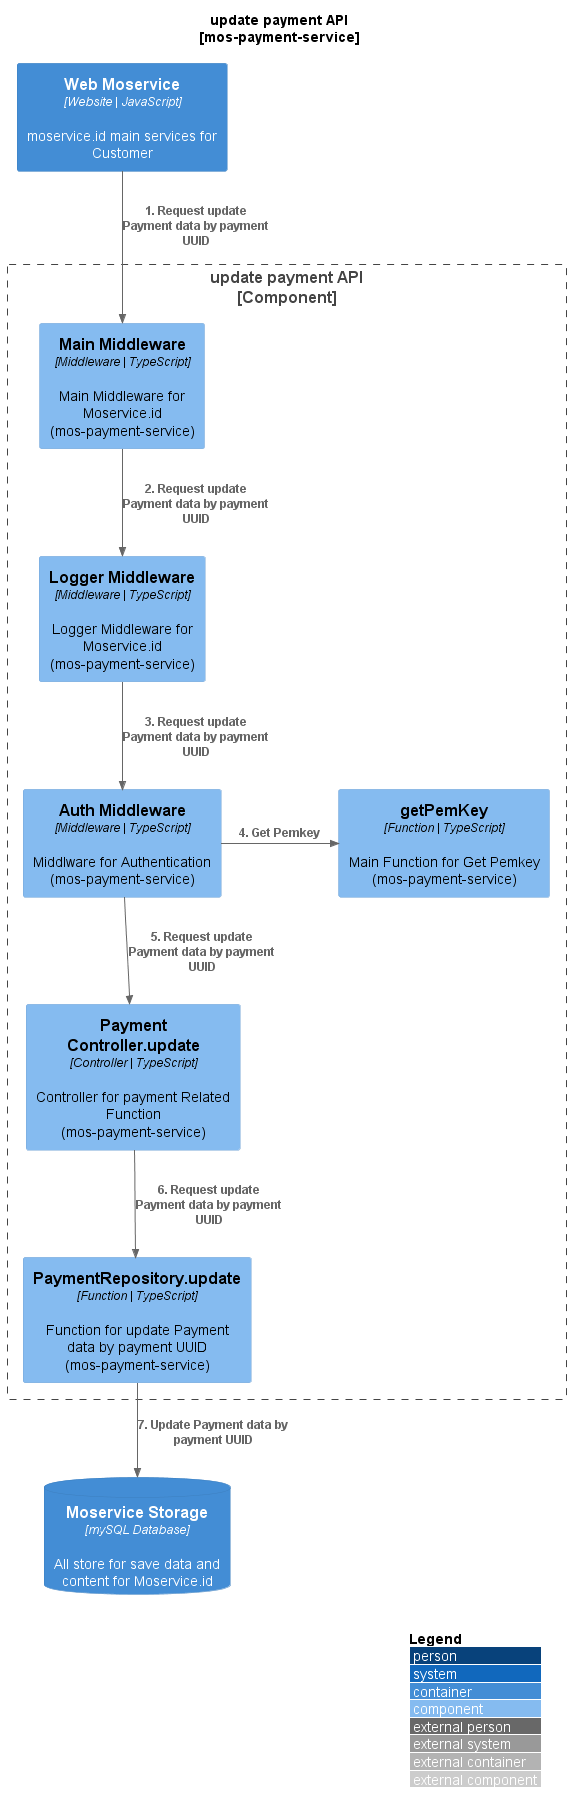 update payment API
[mos-payment-service]
Web Moservice
[Website | JavaScript]
moservice.id main services for
Customer
1. Request update
Payment data by payment
UUID
update payment API
[Component]
Main Middleware
[Middleware | TypeScript]
Main Middleware for
Moservice.id
(mos-payment-service)
2. Request update
Payment data by payment
UUID
Logger Middleware
[Middleware | TypeScript]
Logger Middleware for
Moservice.id
(mos-payment-service)
3. Request update
Payment data by payment
UUID
Auth Middleware
[Middleware | TypeScript]
Middlware for Authentication
(mos-payment-service)
4. Get Pemkey
getPemKey
[Function | TypeScript]
Main Function for Get Pemkey
(mos-payment-service)
5. Request update
Payment data by payment
UUID
Payment
Controller.update
[Controller | TypeScript]
Controller for payment Related
Function
(mos-payment-service)
6. Request update
Payment data by payment
UUID
PaymentRepository.update
[Function | TypeScript]
Function for update Payment
data by payment UUID
(mos-payment-service)
7. Update Payment data by
payment UUID
Moservice Storage
[mySQL Database]
All store for save data and
content for Moservice.id
Legend
person
system
container
component
external person
external system
external container
external component